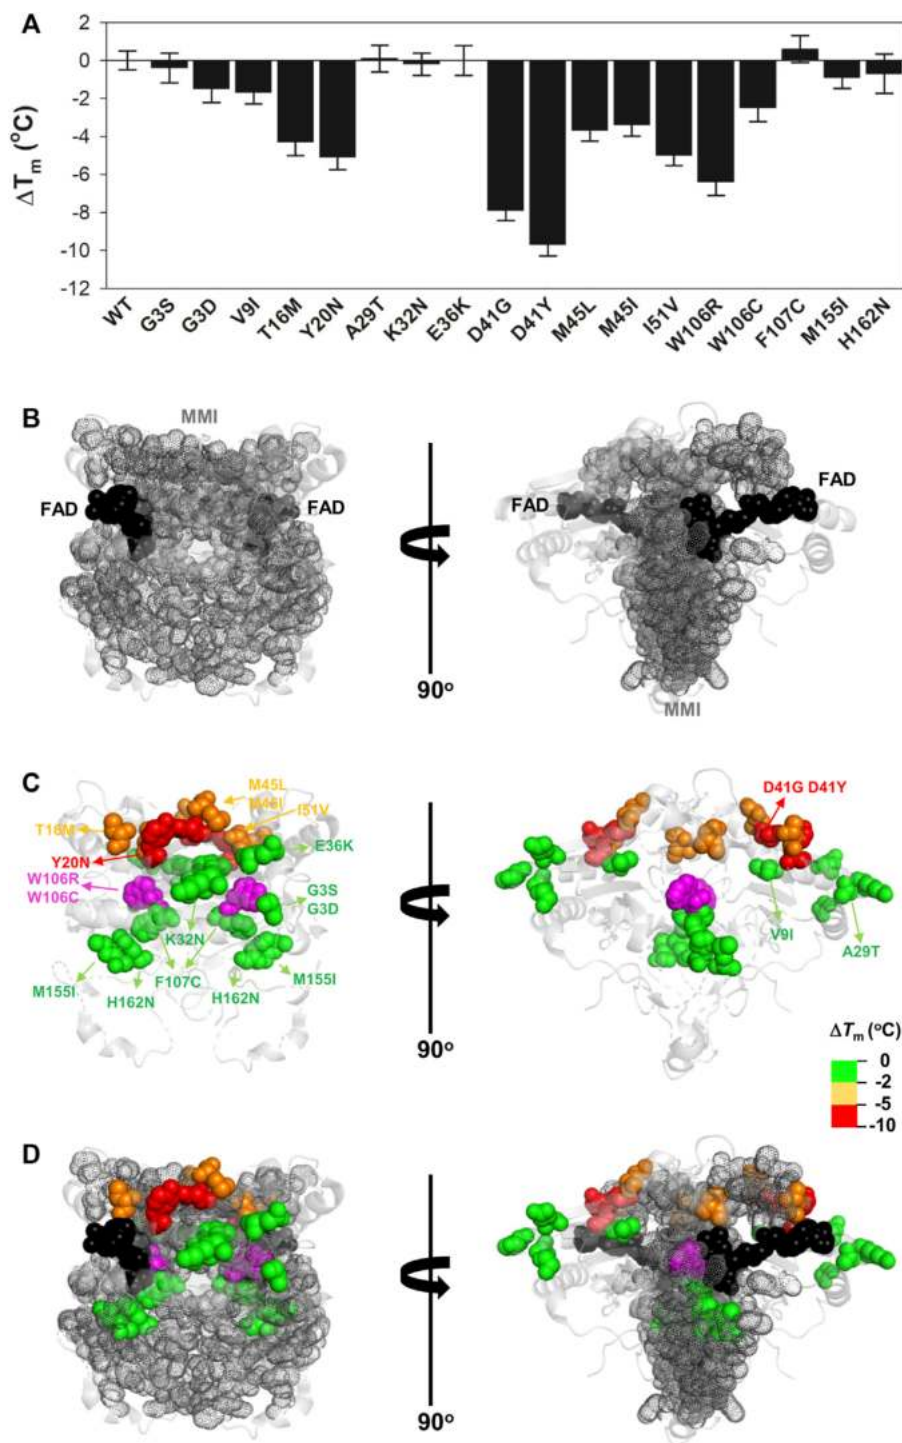 A
2
0
-2
-4
-6
-8
-10
-12
ΔTm (°C)
WT
G3S
G3D
V9I
T16M
Y20N
A29T
K32N
E36K
D41G
D41Y
M45L
M45I
I51V
W106R
W106C
F107C
M155I
H162N
B
MMI
FAD
FAD
FAD
FAD
90°
MMI
C
M45L
M45I
I51V
T16M
Y20N
E36K
W106R
W106C
G3S
G3D
K32N
M155I
H162N
F107C
H162N
M155I
90°
D41G D41Y
V9I
A29T
ΔTm (°C)
0
-2
-5
-10
D
90°